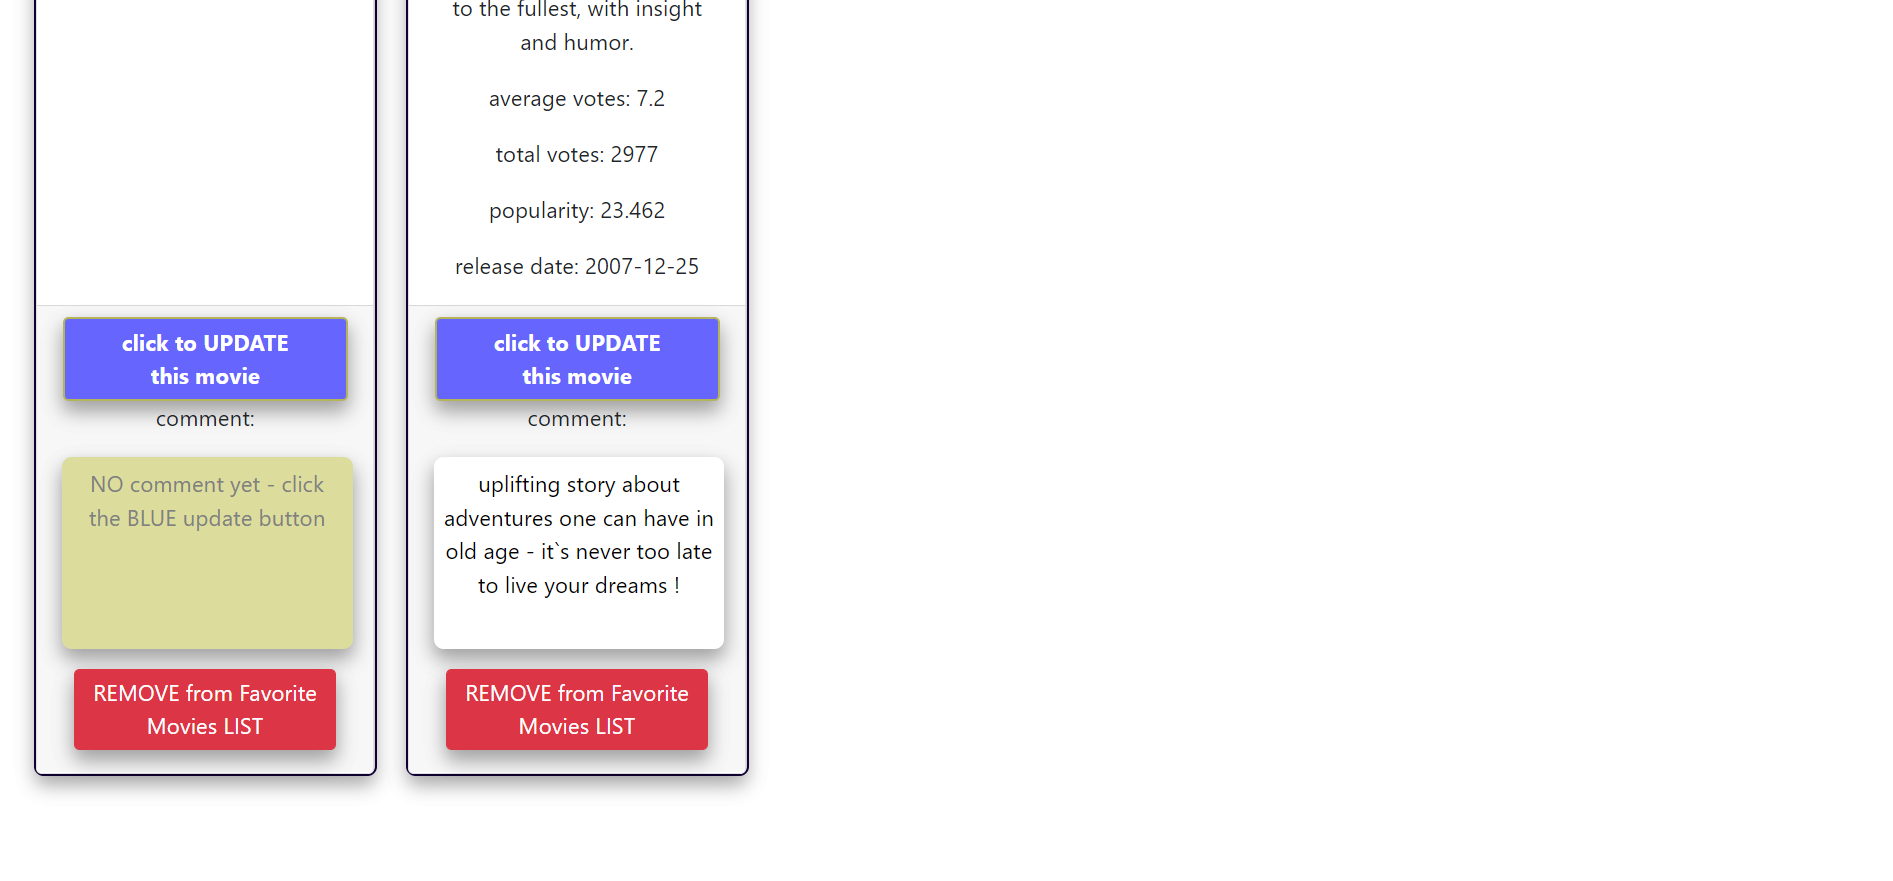 to the fullest, with insight
and humor.
average votes: 7.2
total votes: 2977
popularity: 23.462
release date: 2007-12-25
click to UPDATE
this movie
comment:
NO comment yet - click
the BLUE update button
REMOVE from Favorite
Movies LIST
click to UPDATE
this movie
comment:
uplifting story about
adventures one can have in
old age - it`s never too late
to live your dreams !
REMOVE from Favorite
Movies LIST